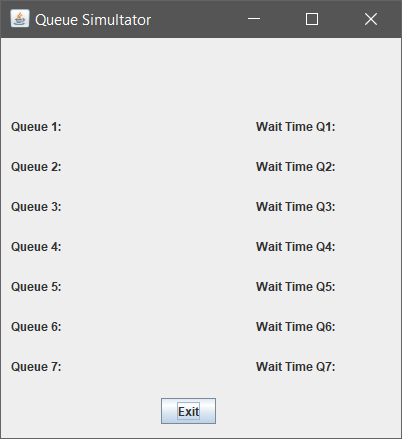 Queue Simultator
Queue 1: Wait Time Q1:
Queue 2: Wait Time Q2:
Queue 3: Wait Time Q3:
Queue 4: Wait Time Q4:
Queue 5: Wait Time Q5:
Queue 6: Wait Time Q6:
Queue 7: Wait Time Q7:
Exit